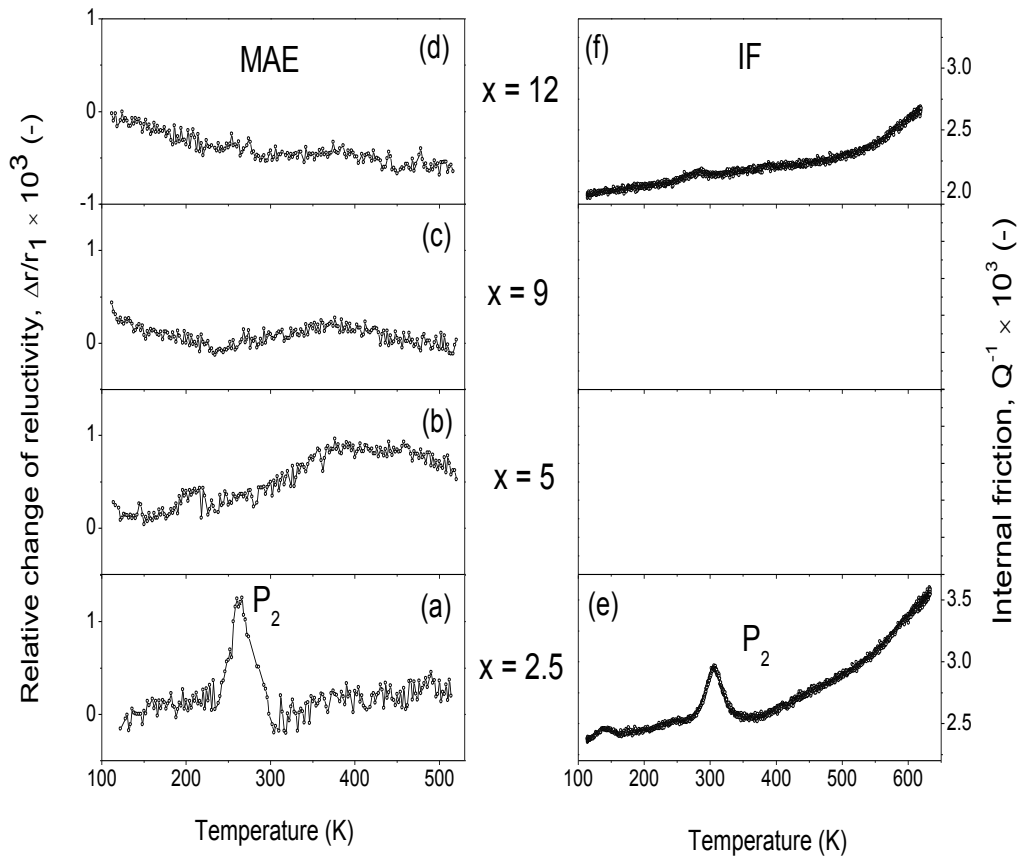 Relative change of reluctivity, Δr/r₁ × 10³ (-)
1
0
-1
MAE
(d)
1
0
(c)
1
0
(b)
1
0
P₂
(a)
100 200 300 400 500
Temperature (K)
x = 12
x = 9
x = 5
x = 2.5
(f)
IF
3.0
2.5
2.0
(e)
P₂
3.5
3.0
2.5
100 200 300 400 500 600
Temperature (K)
Internal friction, Q⁻¹ × 10³ (-)